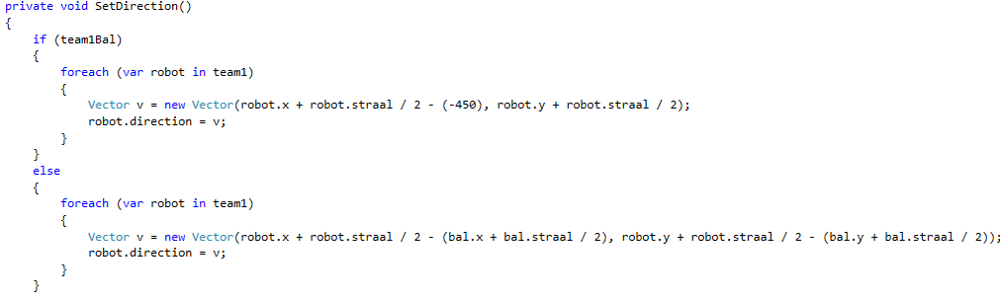 private void SetDirection()
{
    if (team1Bal)
    {
        foreach (var robot in team1)
        {
            Vector v = new Vector(robot.x + robot.straal / 2 - (-450), robot.y + robot.straal / 2);
            robot.direction = v;
        }
    }
    else
    {
        foreach (var robot in team1)
        {
            Vector v = new Vector(robot.x + robot.straal / 2 - (bal.x + bal.straal / 2), robot.y + robot.straal / 2 - (bal.y + bal.straal / 2));
            robot.direction = v;
        }
    }